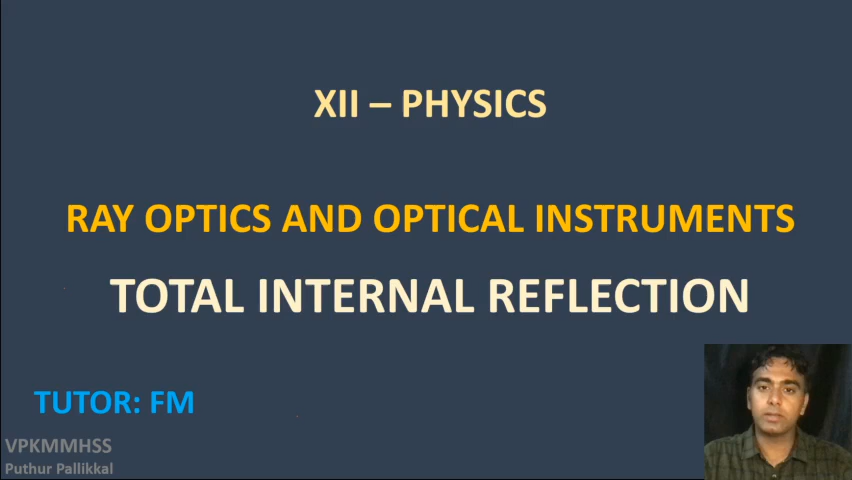 XII – PHYSICS
RAY OPTICS AND OPTICAL INSTRUMENTS
TOTAL INTERNAL REFLECTION
TUTOR: FM
VPKMMHSS
Puthur Pallikkal